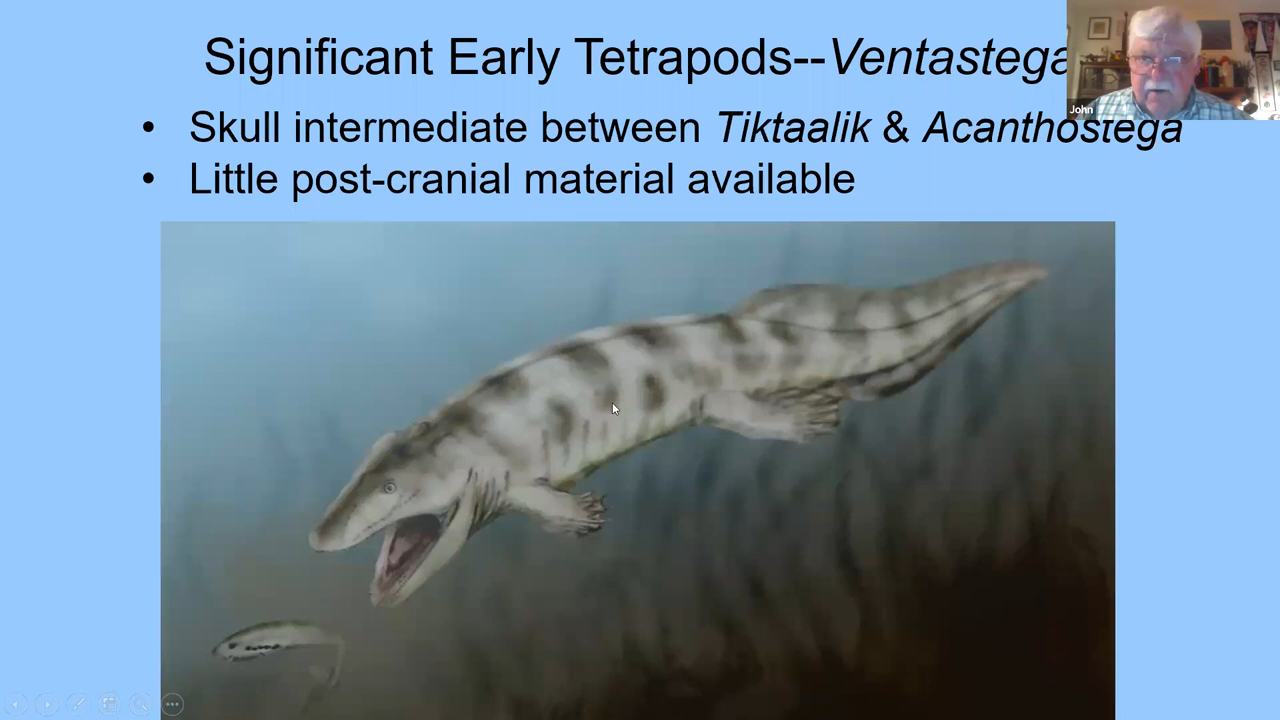 Significant Early Tetrapods--Ventastega
John
• Skull intermediate between Tiktaalik & Acanthostega
• Little post-cranial material available